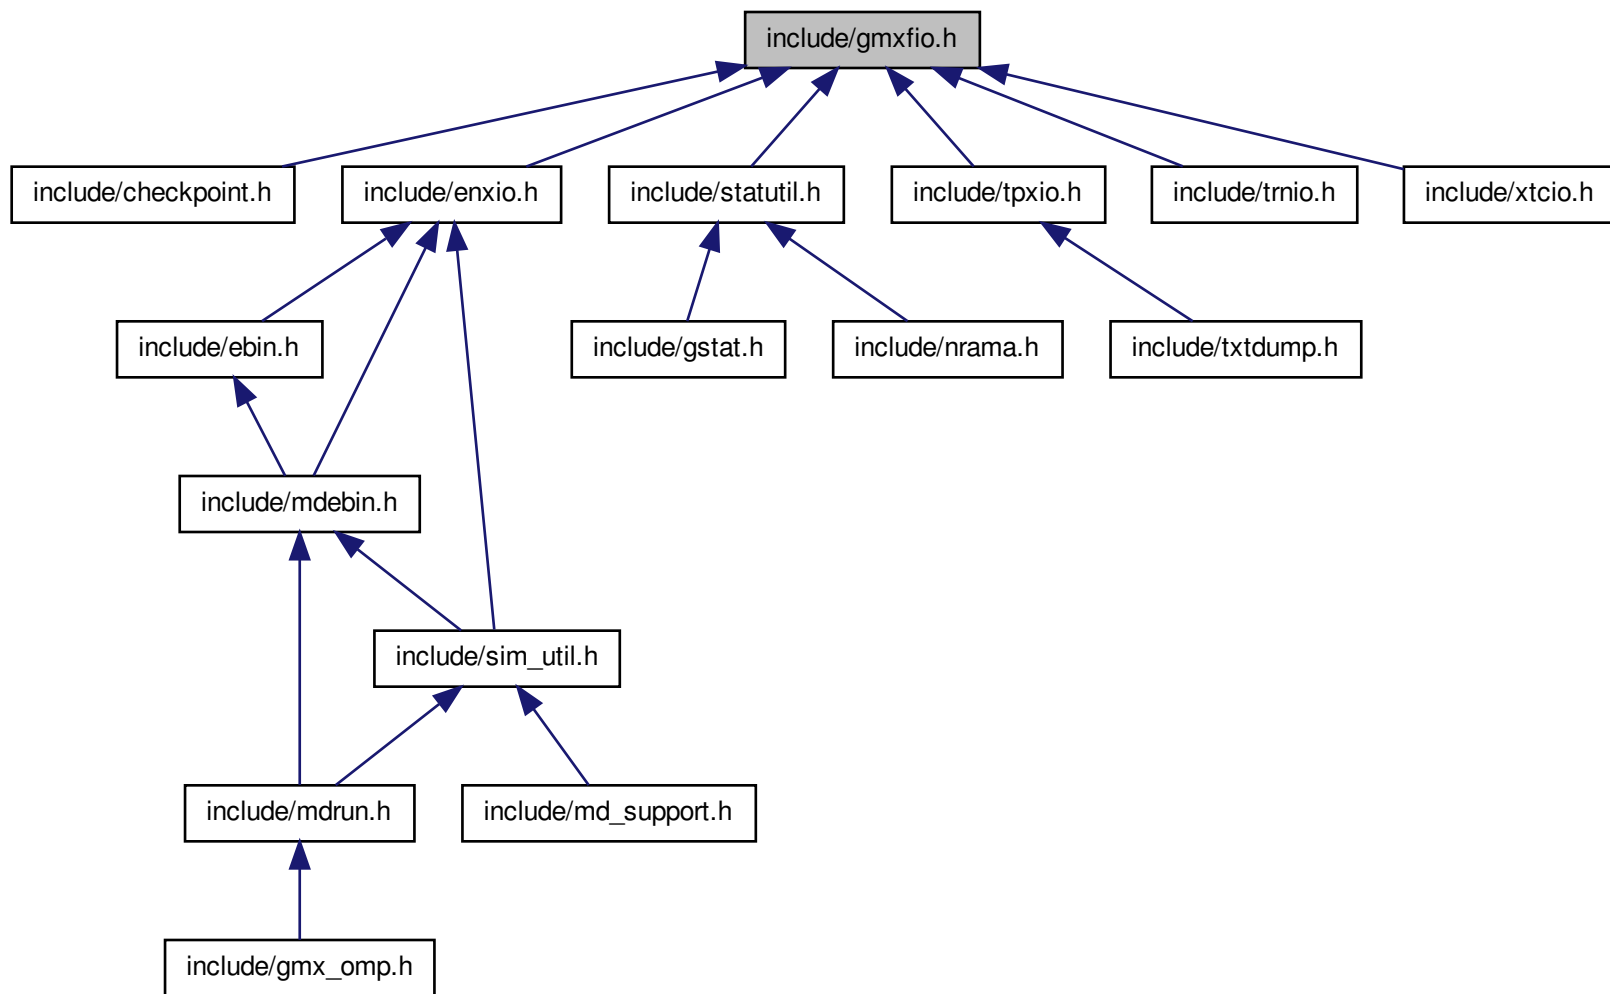 include/gmxfio.h
include/checkpoint.h
include/enxio.h
include/statutil.h
include/tpxio.h
include/trnio.h
include/xtcio.h
include/ebin.h
include/gstat.h
include/nrama.h
include/txtdump.h
include/mdebin.h
include/sim_util.h
include/mdrun.h
include/md_support.h
include/gmx_omp.h